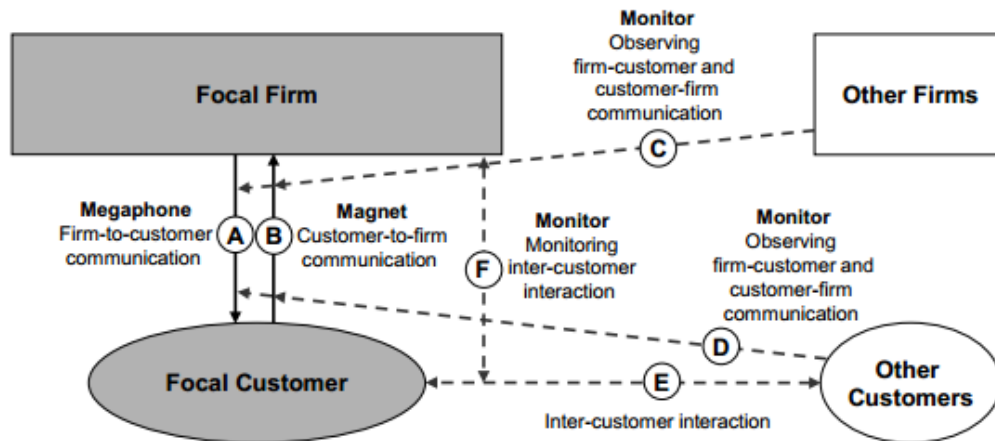 Focal Firm
Monitor
Observing
firm-customer and
customer-firm
communication
Other Firms
C
Megaphone
Firm-to-customer
communication
A
B
Magnet
Customer-to-firm
communication
F
Monitor
Monitoring
inter-customer
interaction
Monitor
Observing
firm-customer and
customer-firm
communication
D
Focal Customer
E
Inter-customer interaction
Other
Customers